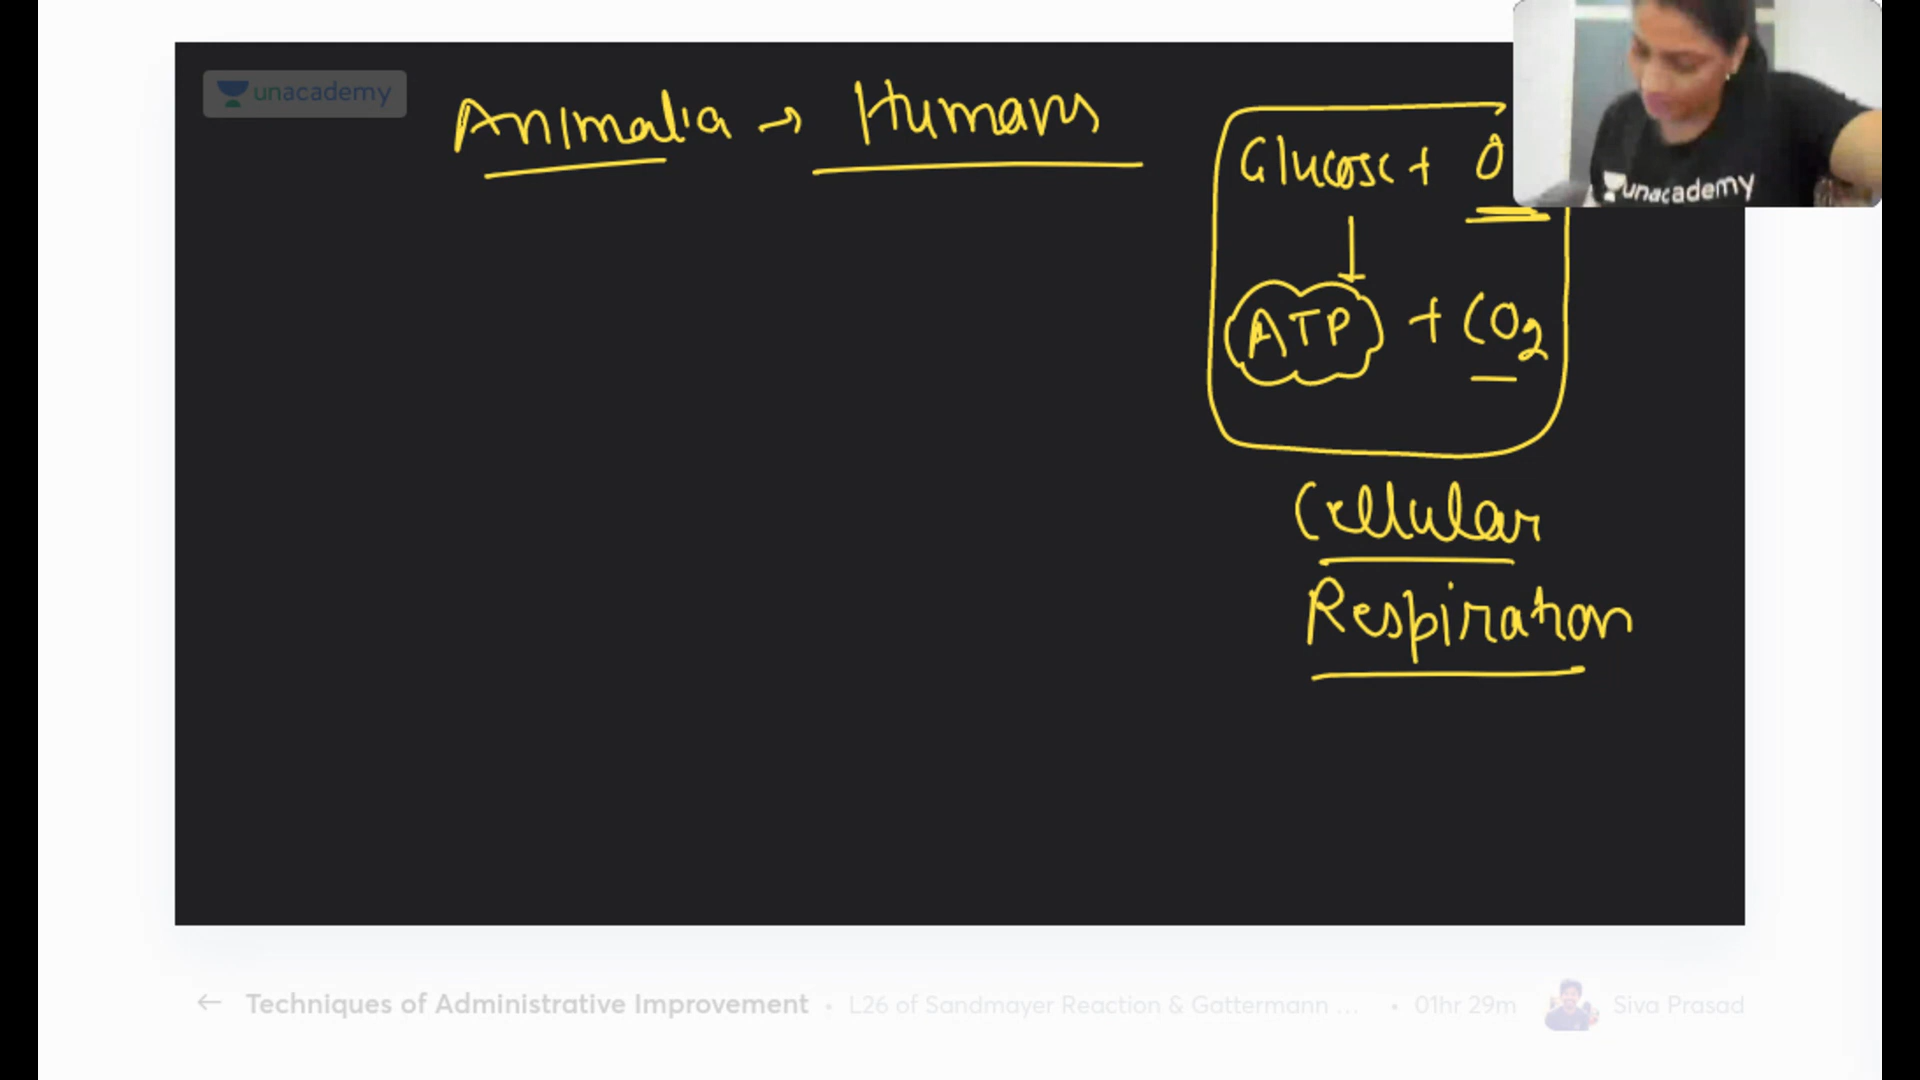 unacademy
Animalia → Humans
Glucose + O
↓
ATP + CO2
Cellular
Respiration
unacademy
← Techniques of Administrative Improvement • L26 of Sandmayer Reaction & Gattermann ... • 01hr 29m Siva Prasad